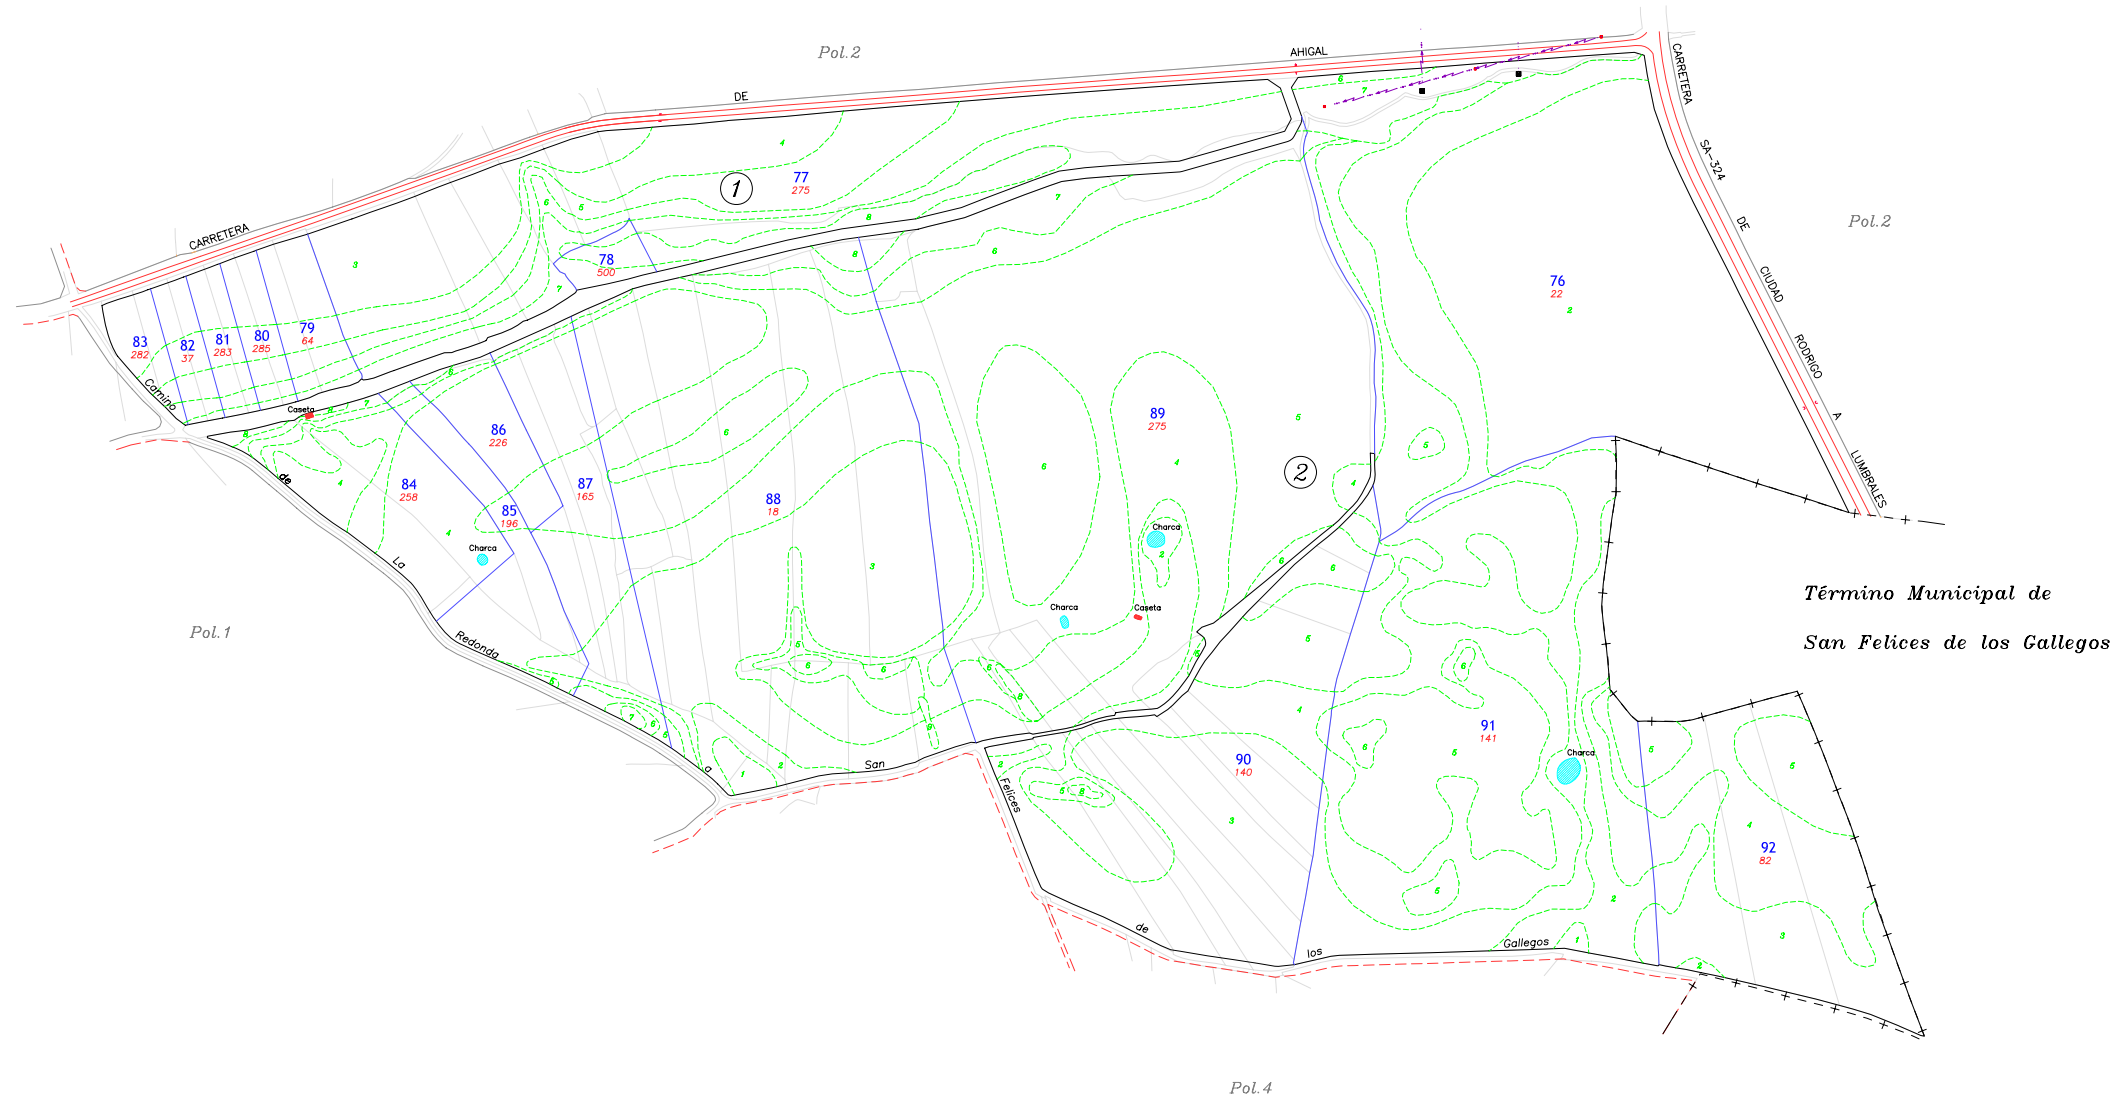 Pol.2
AHIGAL
DE
CARRETERA
CARRETERA
SA-324
DE
CIUDAD
RODRIGO
A
LUMBRALES
Pol.2
1
77
275
78
500
76
22
83
282
82
37
81
283
80
285
79
64
Camino
de
La
Redonda
a
San
Felices
de
los
Gallegos
Caseta
84
258
85
196
86
226
87
165
88
18
89
275
2
Charca
Charca
Charca
Caseta
90
140
91
141
Charca
92
82
Término Municipal de
San Felices de los Gallegos
Pol.1
Pol.4